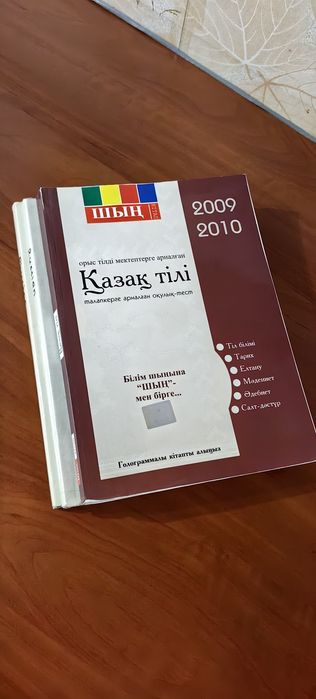 ШЫҢ
2009
2010
орыс тілді мектептерге арналған
Қазақ тілі
талапкерге арналған оқулық-тест
Тіл білімі
Тарих
Елтану
Мәдениет
Әдебиет
Салт-дәстүр
Білім шыңына
"ШЫҢ"-
мен бірге...
Голограммалы кітапты алыңыз